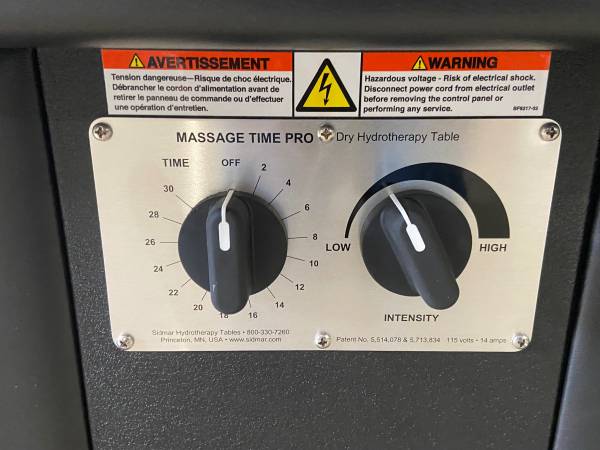 AVERTISSEMENT
Tension dangereuse—Risque de choc électrique.
Débrancher le cordon d'alimentation avant de
retirer le panneau de commande ou d'effectuer
une opération d'entretien.
WARNING
Hazardous voltage - Risk of electrical shock.
Disconnect power cord from electrical outlet
before removing the control panel or
performing any service.
MASSAGE TIME PRO Dry Hydrotherapy Table
TIME
OFF
2
4
6
8
10
12
14
16
18
20
22
24
26
28
30
LOW
HIGH
INTENSITY
Sidmar Hydrotherapy Tables • 800-330-7260
Princeton, MN, USA • www.sidmar.com
Patent No. 5,514,078 & 5,713,834 115 volts • 14 amps